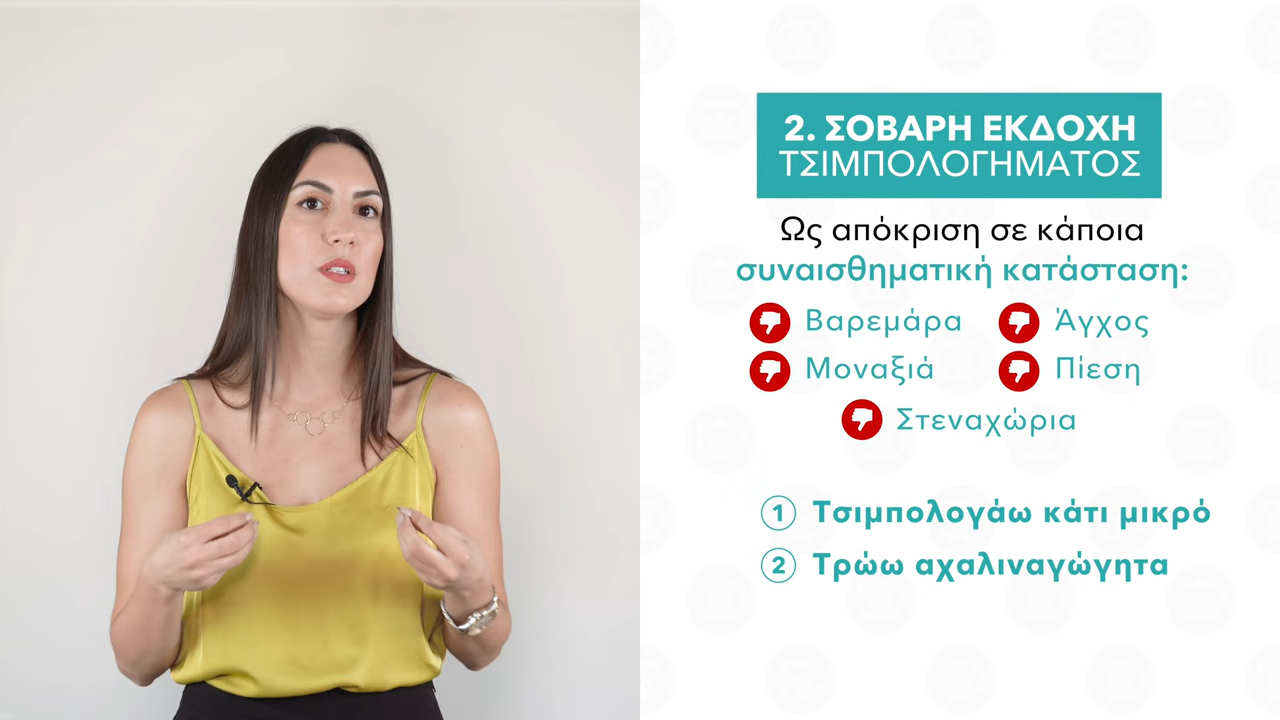 2. ΣΟΒΑΡΗ ΕΚΔΟΧΗ
ΤΣΙΜΠΟΛΟΓΗΜΑΤΟΣ
Ως απόκριση σε κάποια
συναισθηματική κατάσταση:
Βαρεμάρα
Άγχος
Μοναξιά
Πίεση
Στεναχώρια
1 Τσιμπολογάω κάτι μικρό
2 Τρώω αχαλιναγώγητα